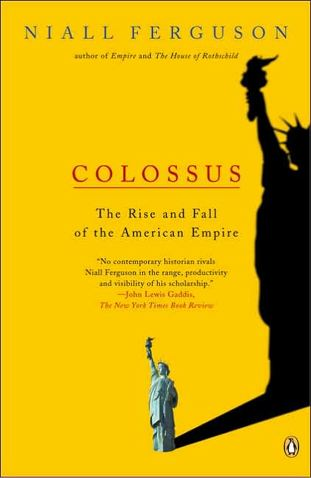 NIALL FERGUSON
author of Empire and The House of Rothschild
COLOSSUS
The Rise and Fall
of the American Empire
"No contemporary historian rivals
Niall Ferguson in the range, productivity
and visibility of his scholarship."
—John Lewis Gaddis,
The New York Times Book Review